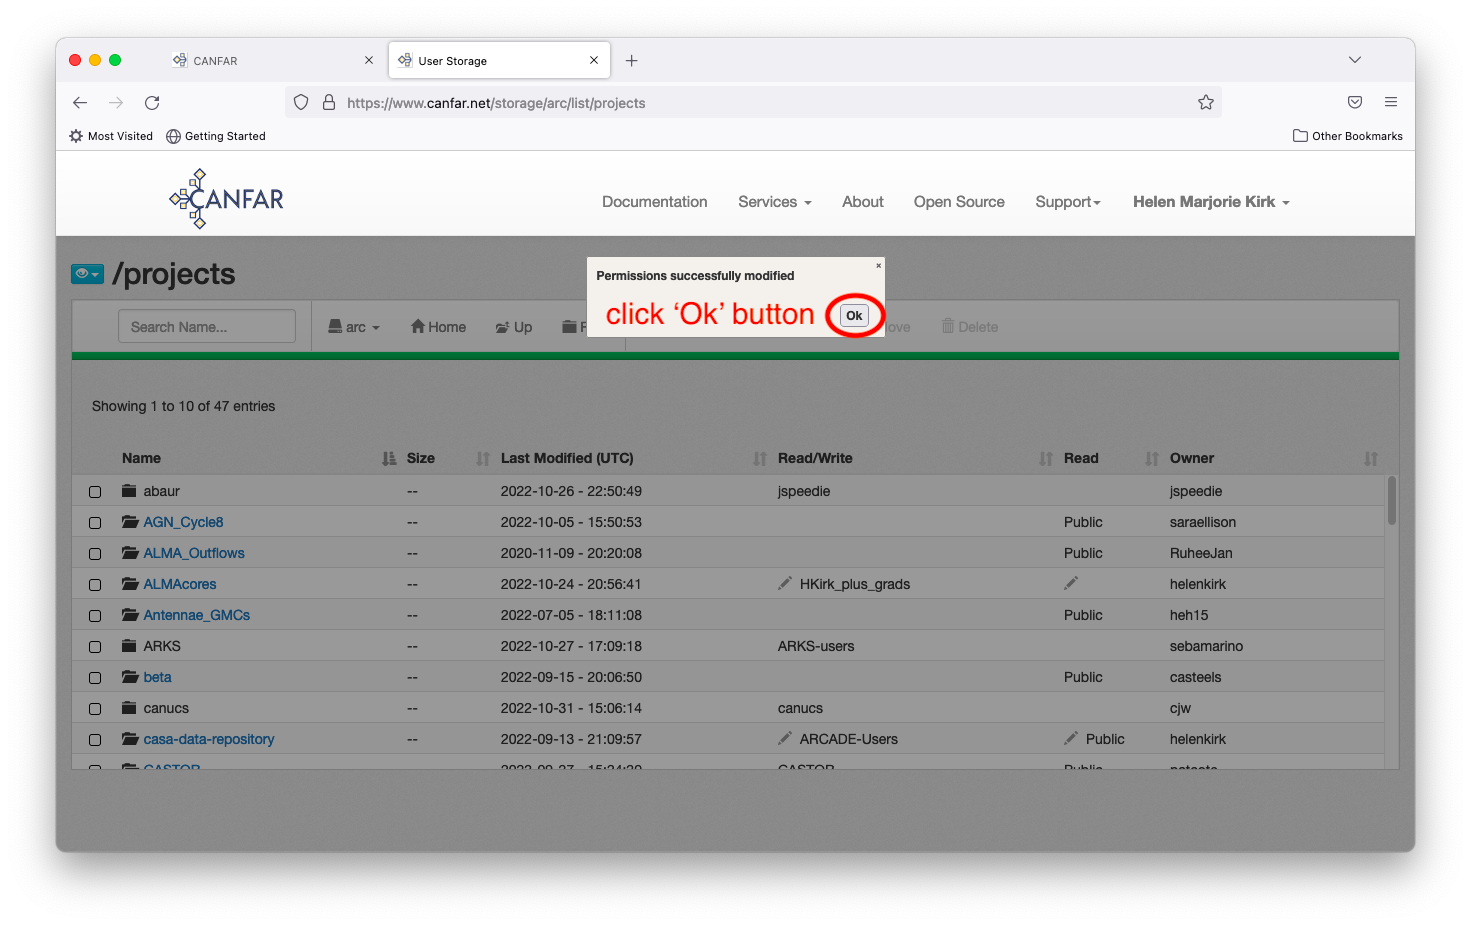 CANFAR
User Storage
https://www.canfar.net/storage/arc/list/projects
Most Visited Getting Started Other Bookmarks
CANFAR Documentation Services About Open Source Support Helen Marjorie Kirk
/projects
Permissions successfully modified
click ‘Ok’ button Ok
Search Name... arc Home Up Delete
Showing 1 to 10 of 47 entries
Name Size Last Modified (UTC) Read/Write Read Owner
abaur -- 2022-10-26 - 22:50:49 jspeedie jspeedie
AGN_Cycle8 -- 2022-10-05 - 15:50:53 Public saraellison
ALMA_Outflows -- 2020-11-09 - 20:20:08 Public RuheeJan
ALMAcores -- 2022-10-24 - 20:56:41 HKirk_plus_grads helenkirk
Antennae_GMCs -- 2022-07-05 - 18:11:08 Public heh15
ARKS -- 2022-10-27 - 17:09:18 ARKS-users sebamarino
beta -- 2022-09-15 - 20:06:50 Public casteels
canucs -- 2022-10-31 - 15:06:14 canucs cjw
casa-data-repository -- 2022-09-13 - 21:09:57 ARCADE-Users Public helenkirk
CASTOR CASTOR Public